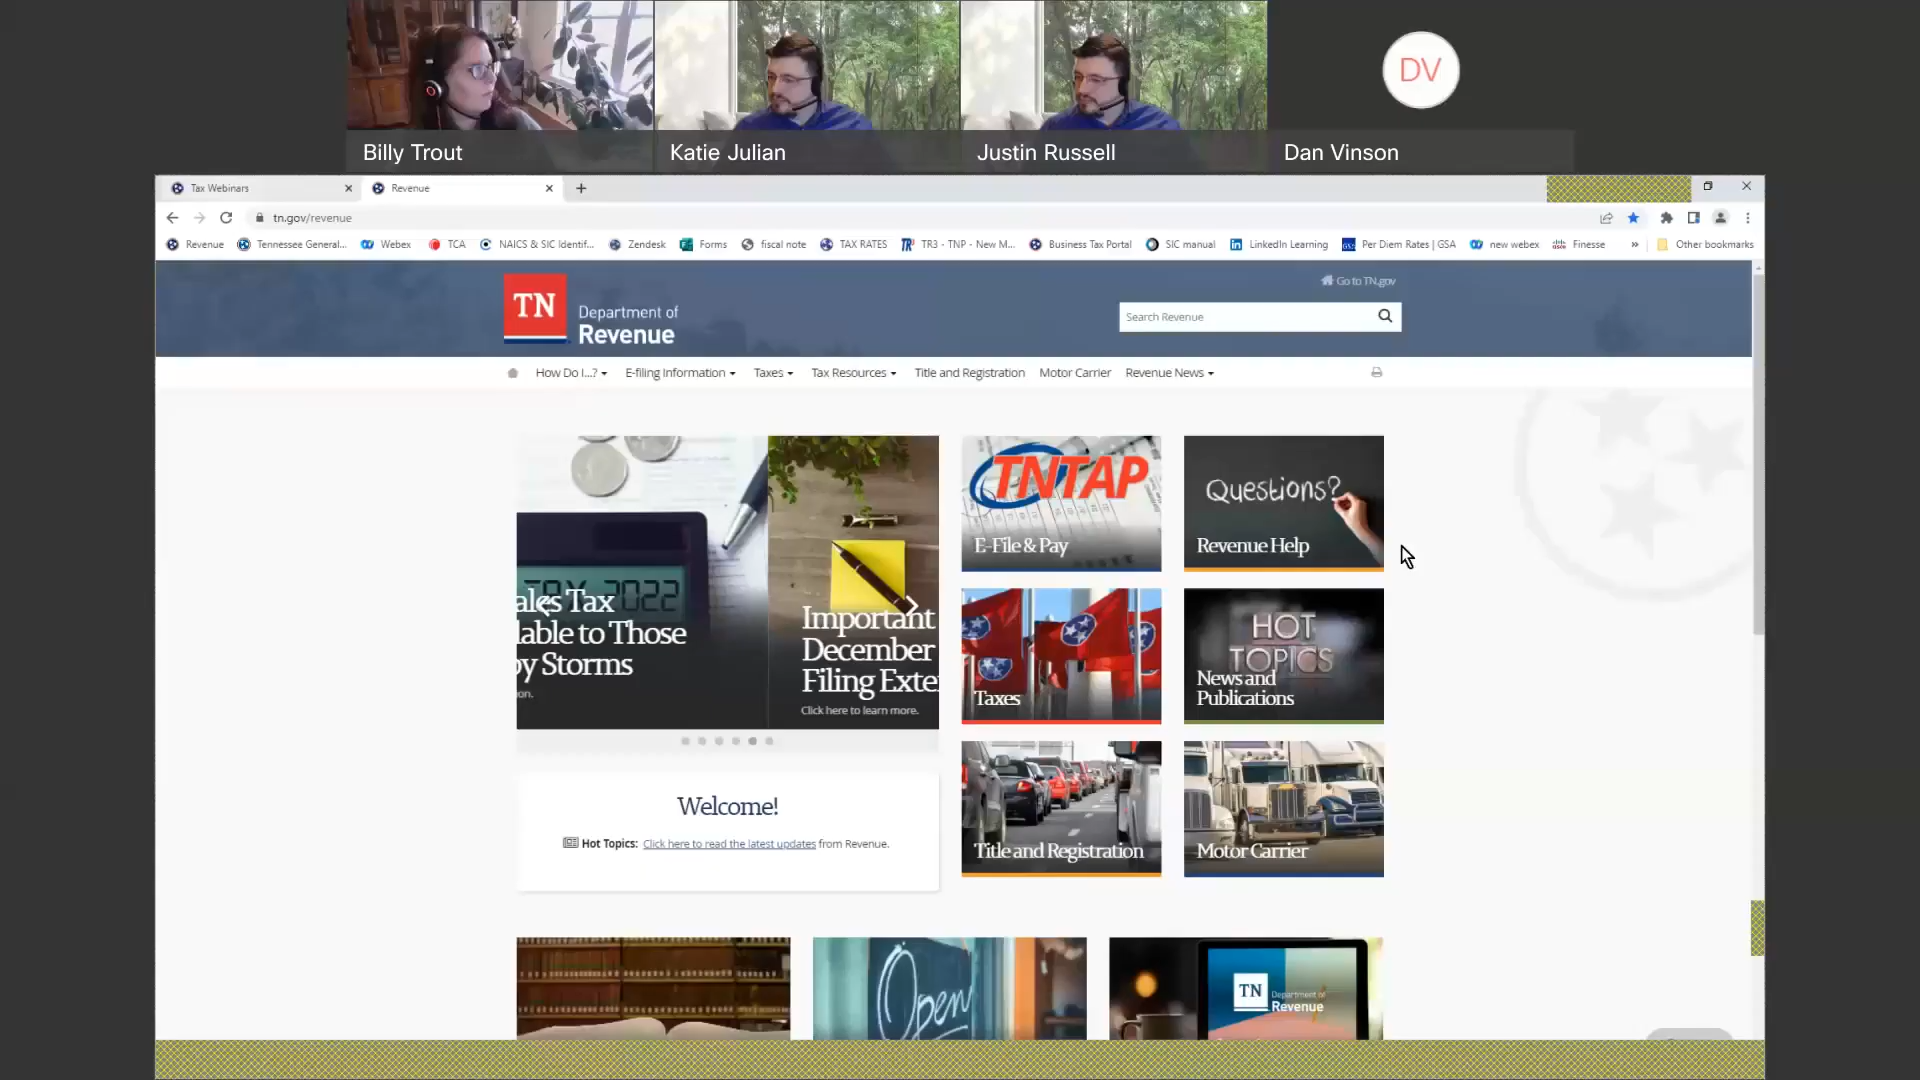 DV
Billy Trout
Katie Julian
Justin Russell
Dan Vinson
Tax Webinars
Revenue
tn.gov/revenue
Revenue
Tennessee General...
Webex
TCA
NAICS & SIC Identif...
Zendesk
Forms
fiscal note
TAX RATES
TR3 - TNP - New M...
Business Tax Portal
SIC manual
LinkedIn Learning
Per Diem Rates | GSA
new webex
Finesse
»
Other bookmarks
TN
Department of
Revenue
Go to TN.gov
Search Revenue
How Do I...?
E-filing Information
Taxes
Tax Resources
Title and Registration
Motor Carrier
Revenue News
TAX 2022
ales Tax
lable to Those
by Storms
on.
Important
December
Filing Exte
Click here to learn more.
TNTAP
E-File & Pay
Questions?
Revenue Help
Taxes
HOT
TOPICS
News and
Publications
Title and Registration
Motor Carrier
Welcome!
Hot Topics: Click here to read the latest updates from Revenue.
Open
TN
Department of
Revenue